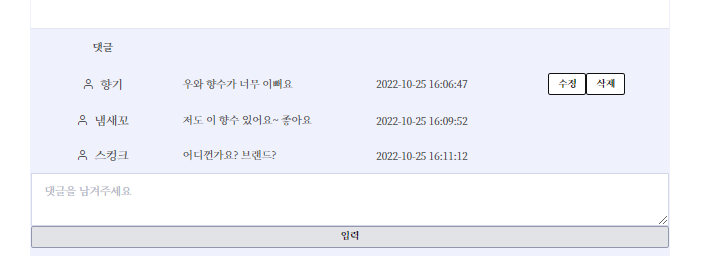 댓글
향기 우와 향수가 너무 이뻐요 2022-10-25 16:06:47 수정 삭제
냄새꼬 저도 이 향수 있어요~ 좋아요 2022-10-25 16:09:52
스컹크 어디껀가요? 브랜드? 2022-10-25 16:11:12
댓글을 남겨주세요
입력